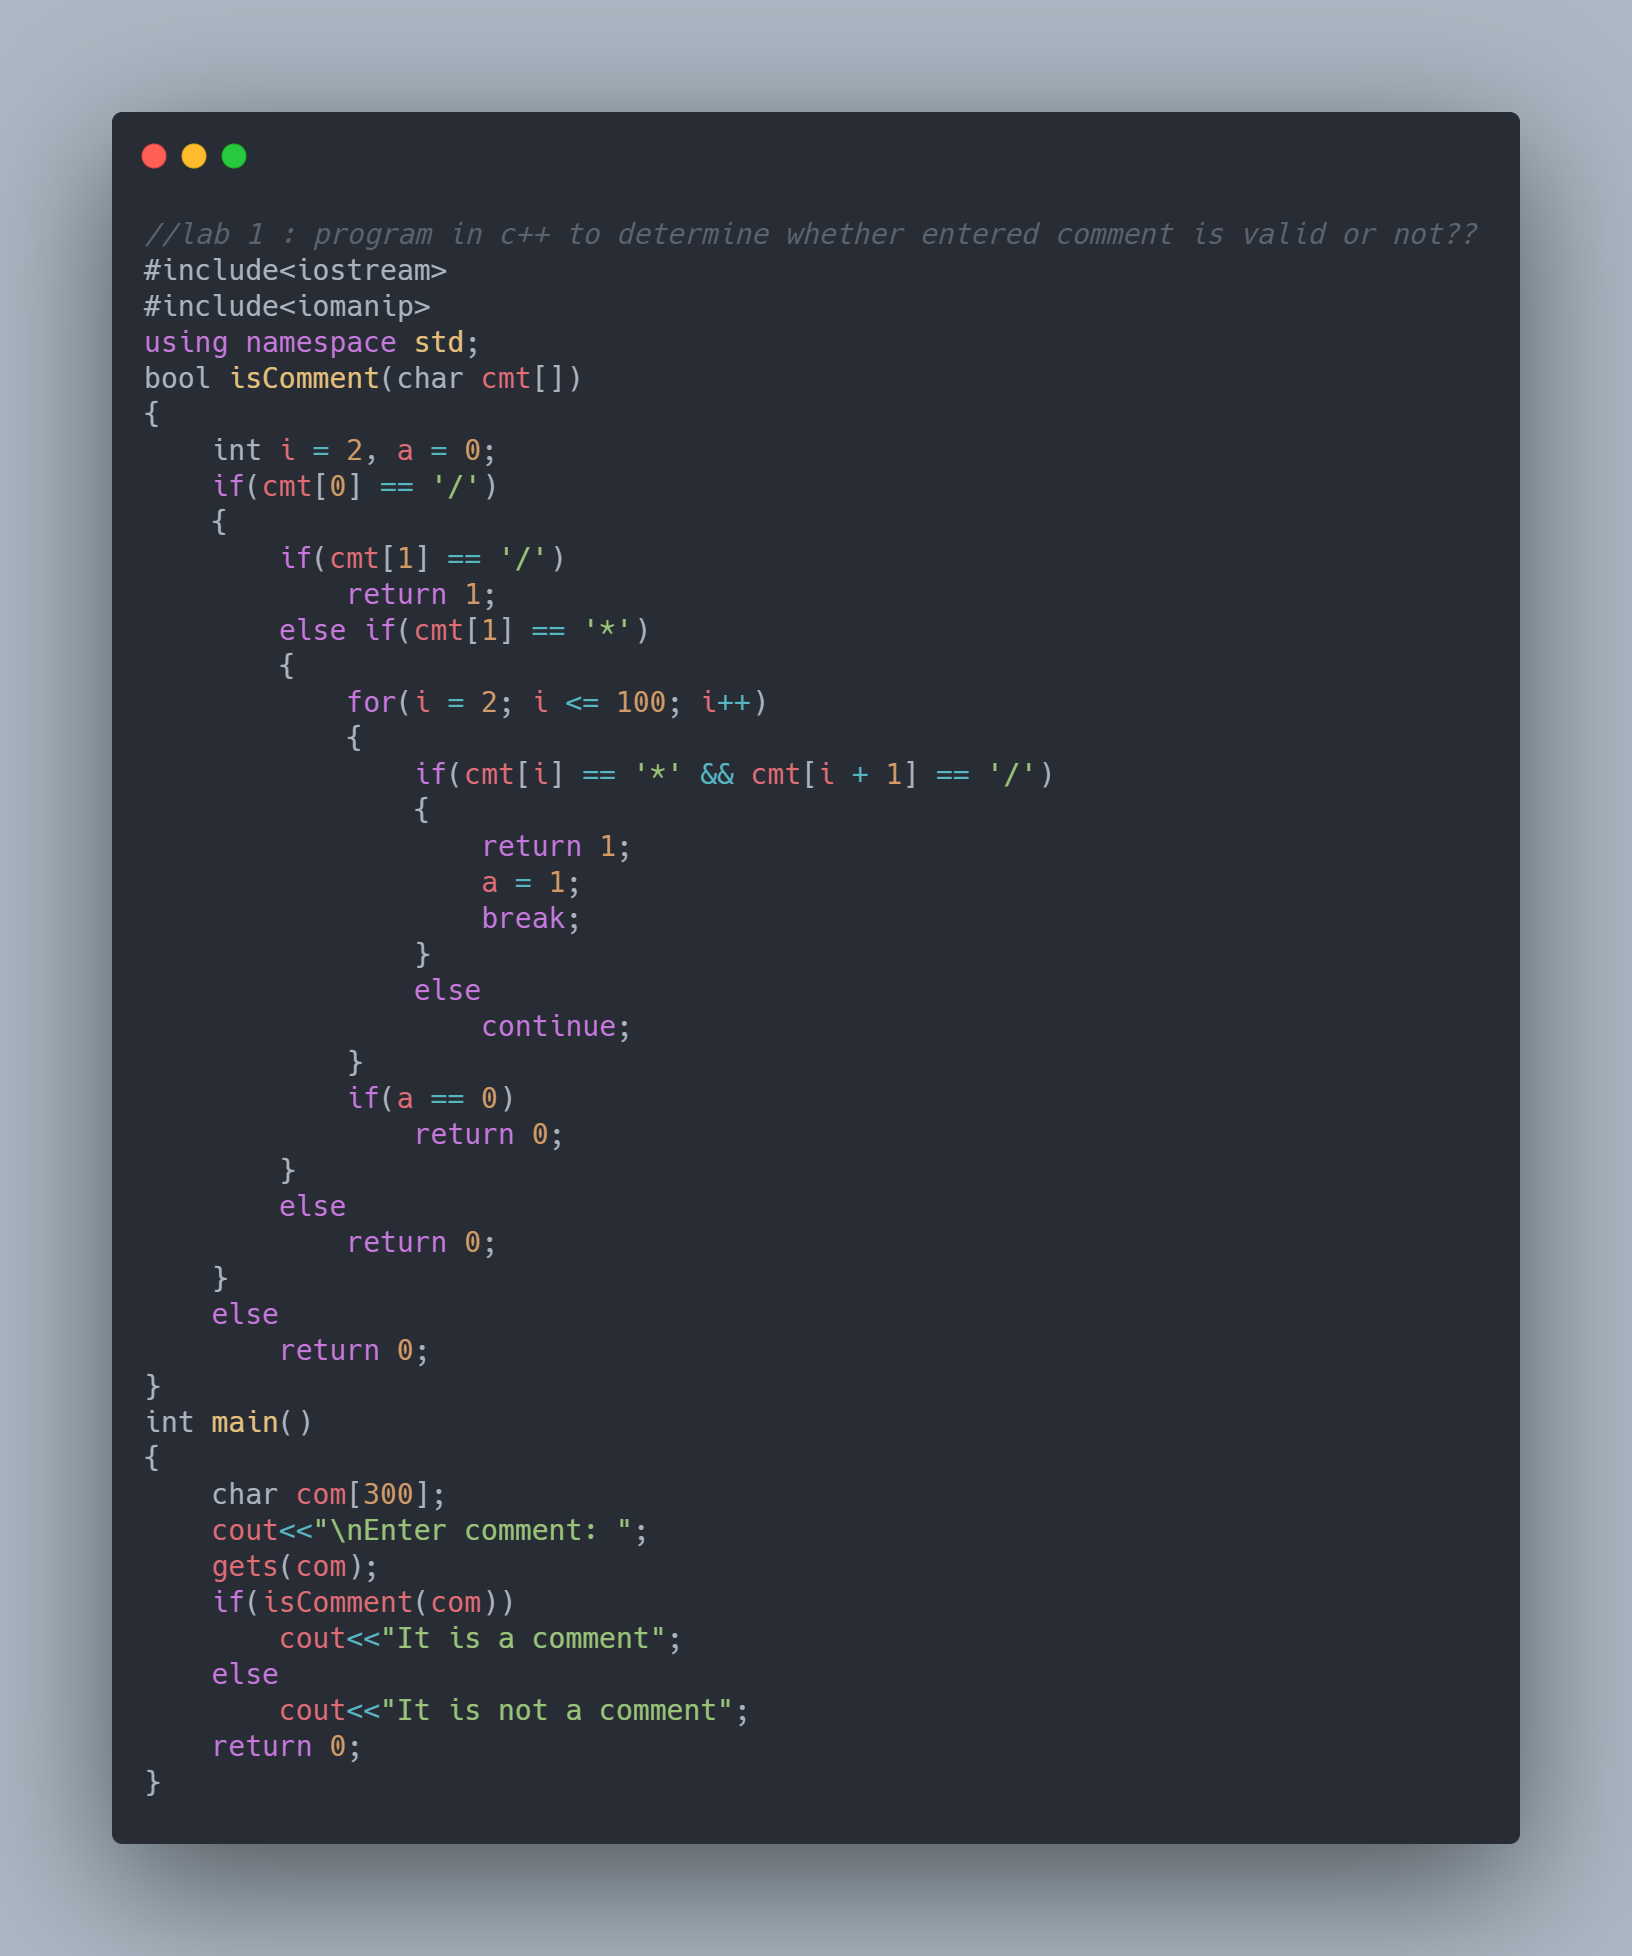 //lab 1 : program in c++ to determine whether entered comment is valid or not??
#include<iostream>
#include<iomanip>
using namespace std;
bool isComment(char cmt[])
{
    int i = 2, a = 0;
    if(cmt[0] == '/')
    {
        if(cmt[1] == '/')
            return 1;
        else if(cmt[1] == '*')
        {
            for(i = 2; i <= 100; i++)
            {
                if(cmt[i] == '*' && cmt[i + 1] == '/')
                {
                    return 1;
                    a = 1;
                    break;
                }
                else
                    continue;
            }
            if(a == 0)
                return 0;
        }
        else
            return 0;
    }
    else
        return 0;
}
int main()
{
    char com[300];
    cout<<"\nEnter comment: ";
    gets(com);
    if(isComment(com))
        cout<<"It is a comment";
    else
        cout<<"It is not a comment";
    return 0;
}